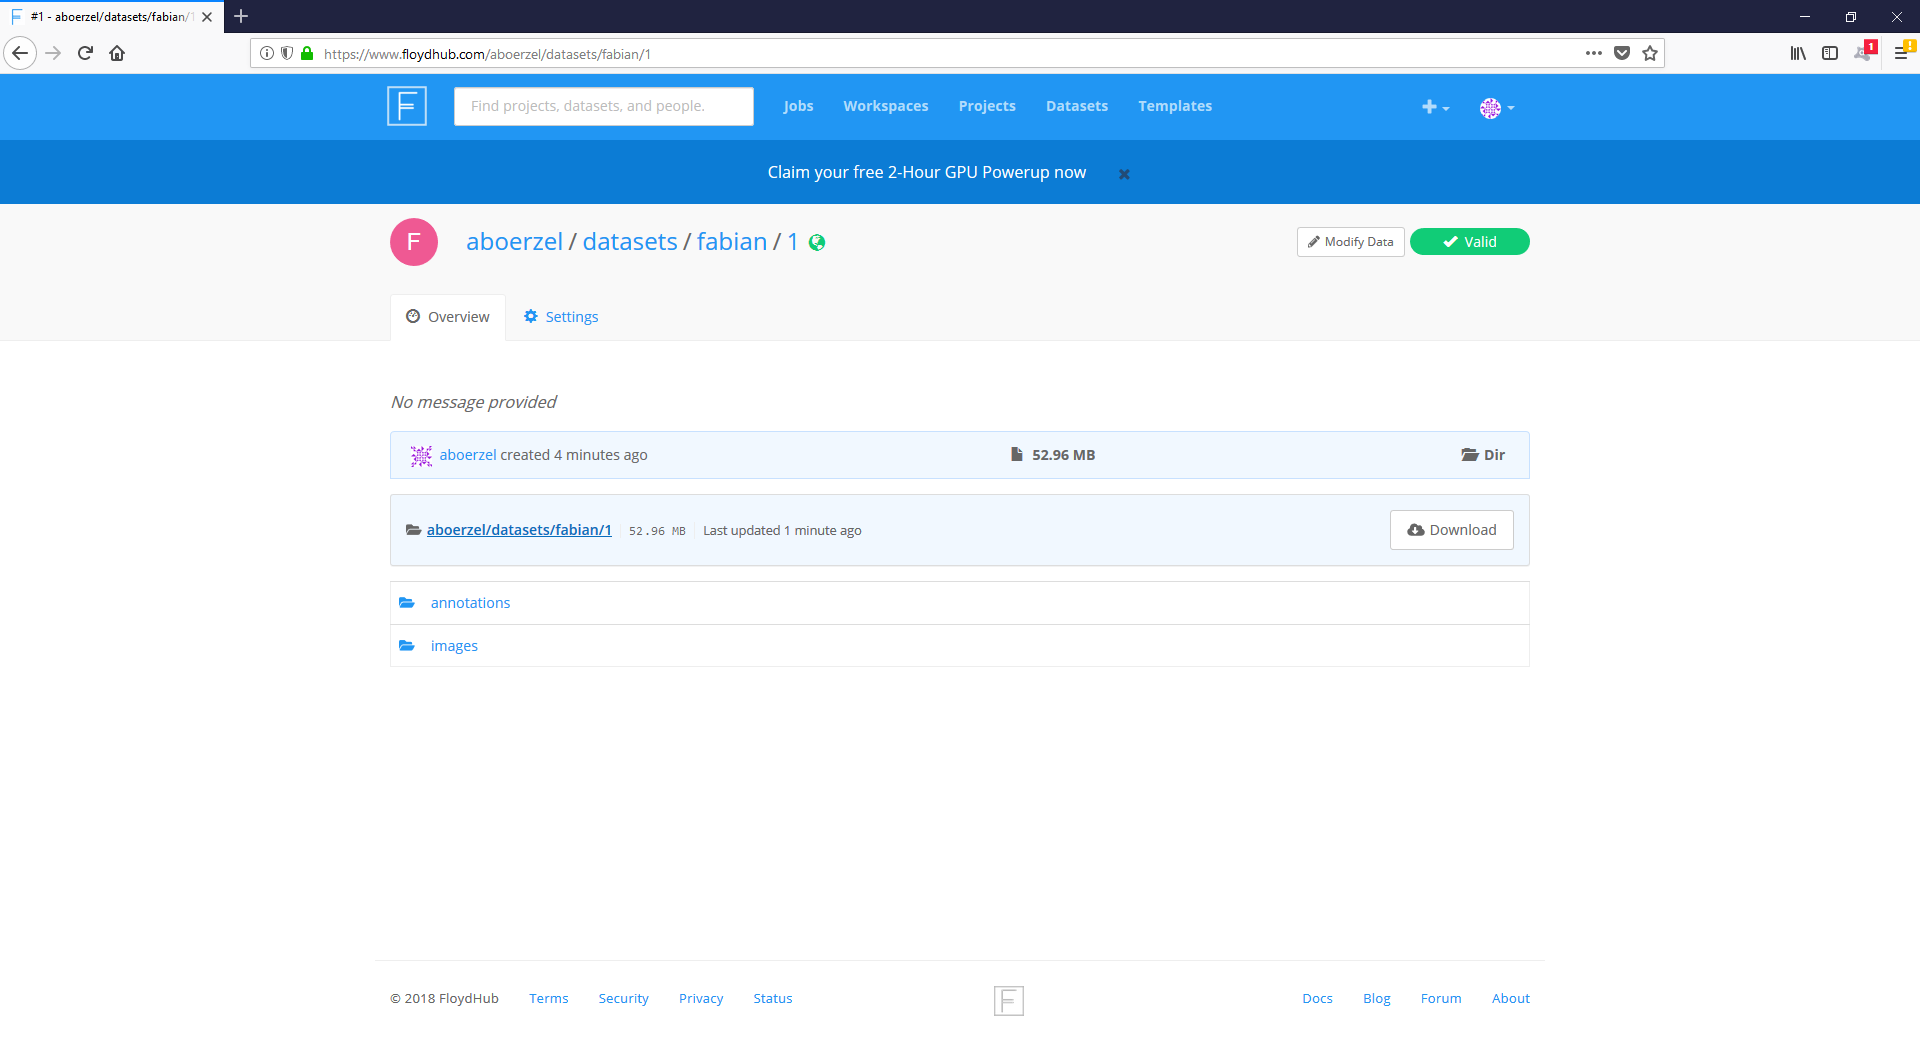 #1 - aboerzel/datasets/fabian/1
https://www.floydhub.com/aboerzel/datasets/fabian/1
1
F
Find projects, datasets, and people.
Jobs
Workspaces
Projects
Datasets
Templates
Claim your free 2-Hour GPU Powerup now
F
aboerzel / datasets / fabian / 1
Modify Data
Valid
Overview
Settings
No message provided
aboerzel created 4 minutes ago
52.96 MB
Dir
aboerzel/datasets/fabian/1
52.96 MB
Last updated 1 minute ago
Download
annotations
images
© 2018 FloydHub
Terms
Security
Privacy
Status
F
Docs
Blog
Forum
About